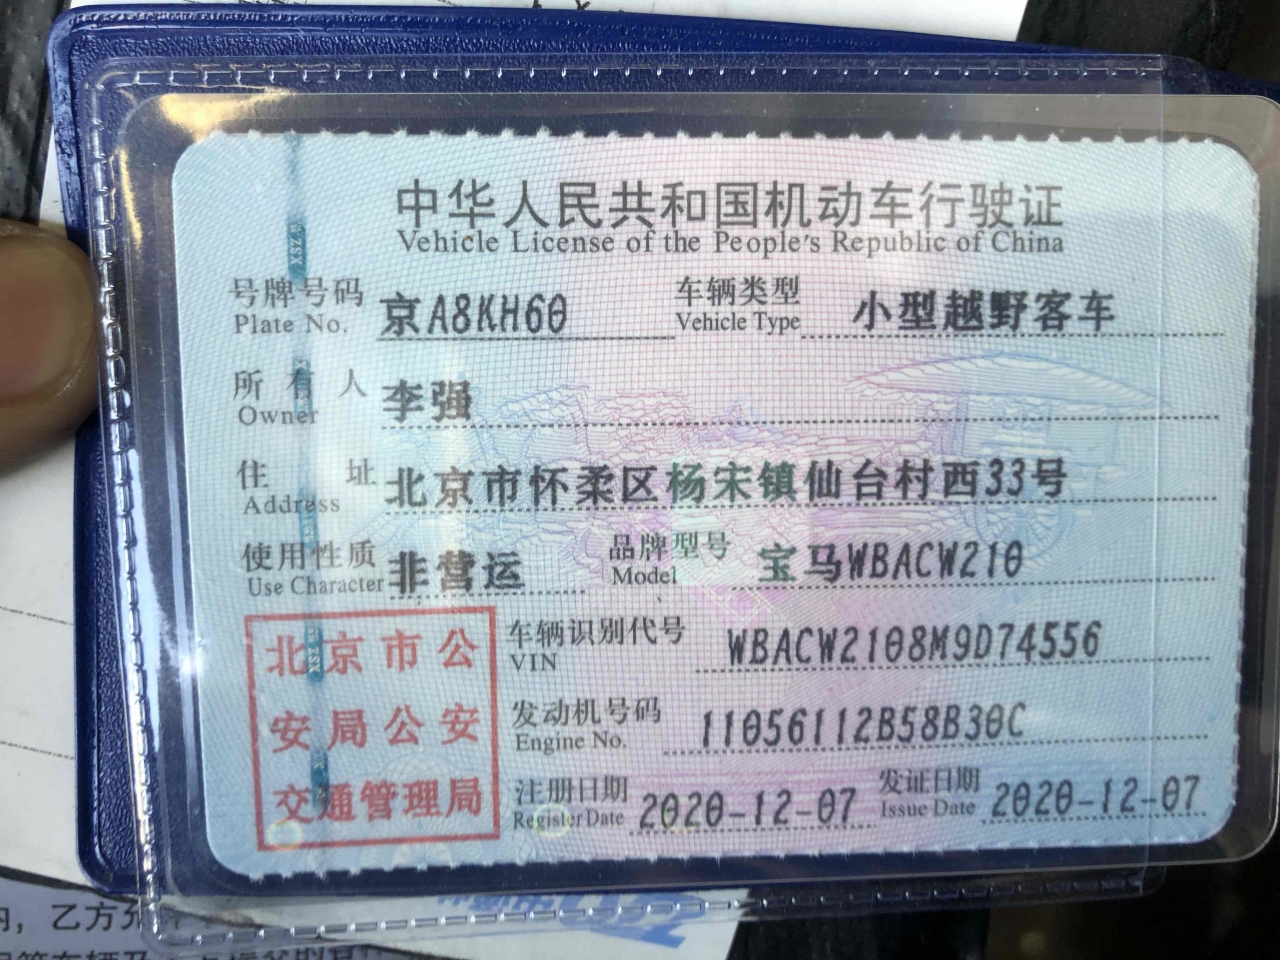 中华人民共和国机动车行驶证
Vehicle License of the People's Republic of China
号牌号码 京A8KH60 车辆类型 小型越野客车
Plate No. Vehicle Type
所有人 李强
Owner
住址 北京市怀柔区杨宋镇仙台村西33号
Address
使用性质 非营运 品牌型号 宝马WBACW210
Use Character Model
车辆识别代号 WBACW2108M9D74556
VIN
发动机号码 11056112B58B30C
Engine No.
注册日期 2020-12-07 发证日期 2020-12-07
Register Date Issue Date
北京市公
安局公安
交通管理局
XSZ
XSZ
乙方